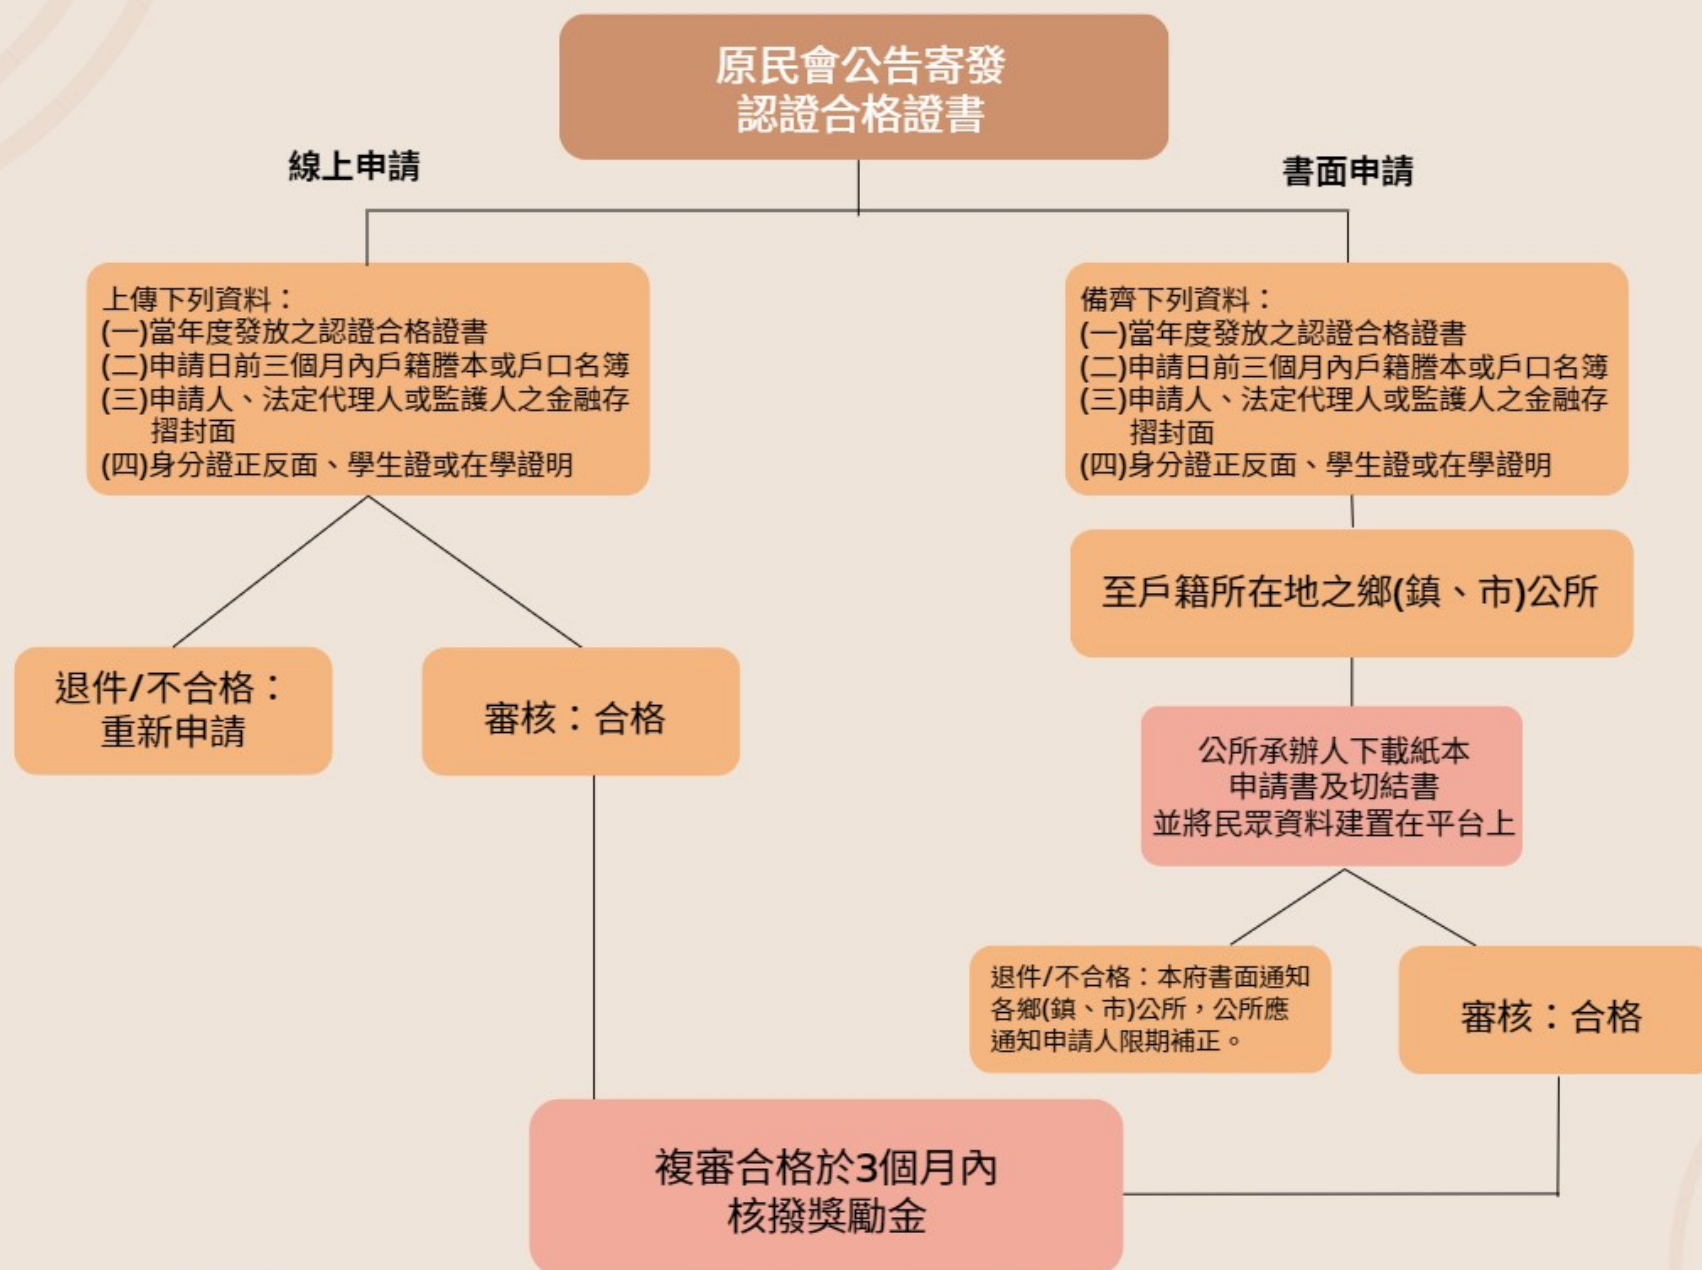 原民會公告寄發
認證合格證書
線上申請
書面申請
上傳下列資料：
(一)當年度發放之認證合格證書
(二)申請日前三個月內戶籍謄本或戶口名簿
(三)申請人、法定代理人或監護人之金融存
摺封面
(四)身分證正反面、學生證或在學證明
退件/不合格：
重新申請
審核：合格
備齊下列資料：
(一)當年度發放之認證合格證書
(二)申請日前三個月內戶籍謄本或戶口名簿
(三)申請人、法定代理人或監護人之金融存
摺封面
(四)身分證正反面、學生證或在學證明
至戶籍所在地之鄉(鎮、市)公所
公所承辦人下載紙本
申請書及切結書
並將民眾資料建置在平台上
退件/不合格：本府書面通知
各鄉(鎮、市)公所，公所應
通知申請人限期補正。
審核：合格
複審合格於3個月內
核撥獎勵金